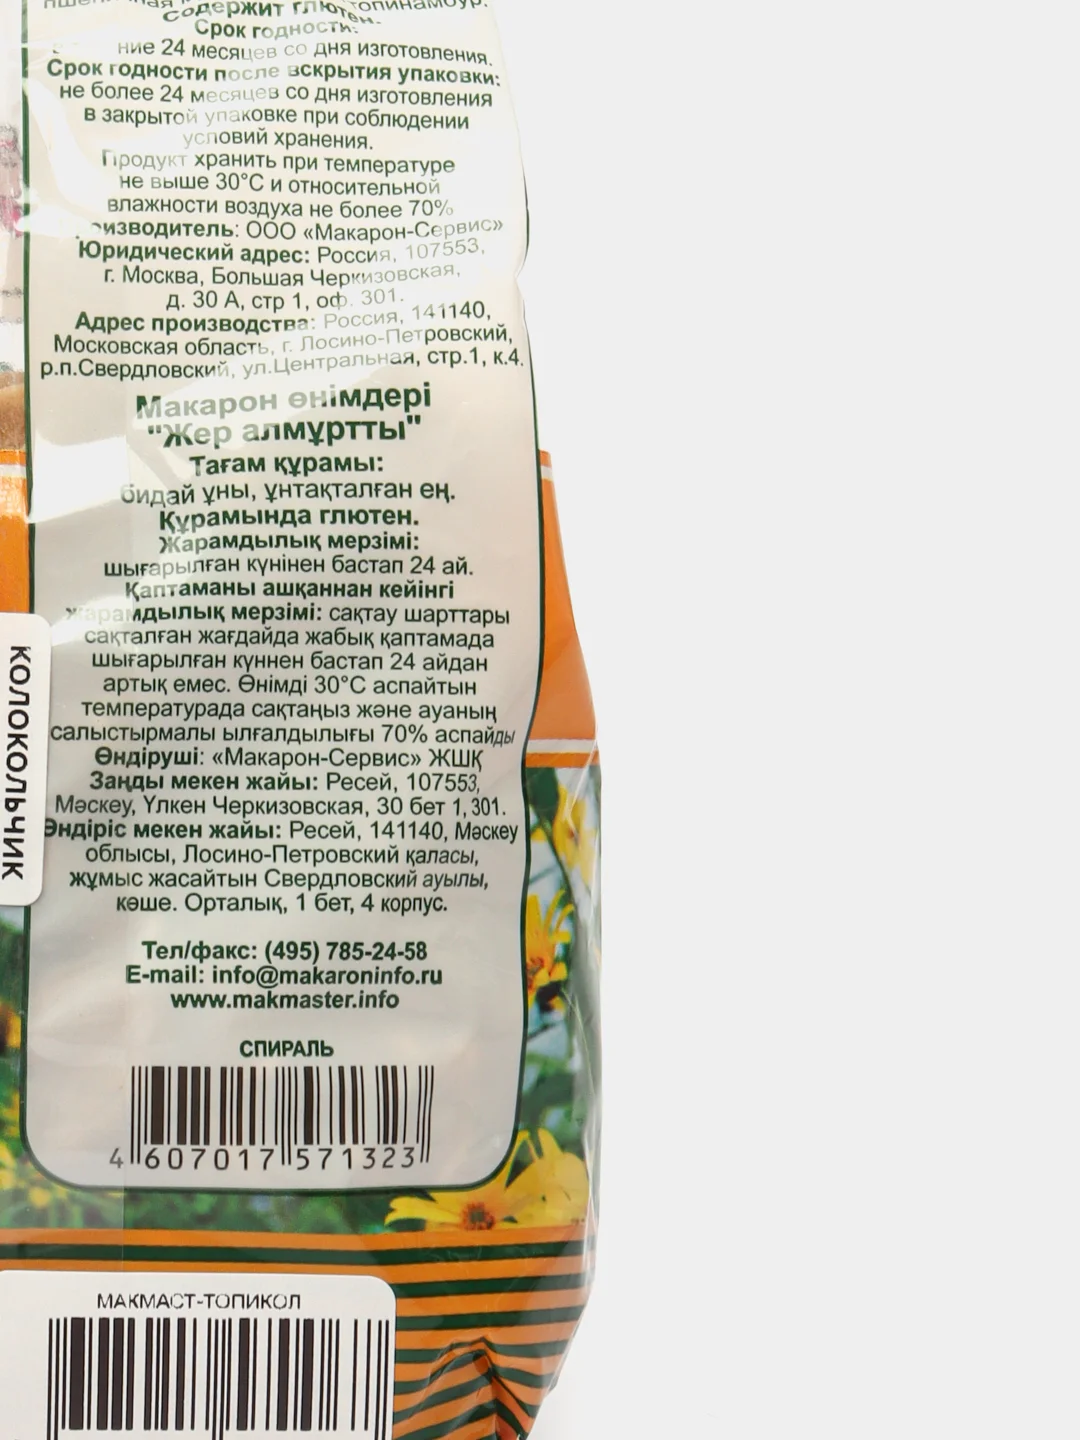 топинамбур.
Содержит глютен.
Срок годности:
24 месяцев со дня изготовления.
Срок годности после вскрытия упаковки:
не более 24 месяцев со дня изготовления
в закрытой упаковке при соблюдении
условий хранения.
Продукт хранить при температуре
не выше 30°С и относительной
влажности воздуха не более 70%
изводитель: ООО «Макарон-Сервис»
Юридический адрес: Россия, 107553,
г. Москва, Большая Черкизовская,
д. 30 А, стр 1, оф. 301.
Адрес производства: Россия, 141140,
Московская область, г. Лосино-Петровский,
р.п.Свердловский, ул.Центральная, стр.1, к.4.
Макарон өнімдері
"Жер алмұртты"
Тағам құрамы:
бидай ұны, ұнтақталған ең.
Құрамында глютен.
Жарамдылық мерзімі:
шығарылған күнінен бастап 24 ай.
Қаптаманы ашқаннан кейінгі
жарамдылық мерзімі: сақтау шарттары
сақталған жағдайда жабық қаптамада
шығарылған күннен бастап 24 айдан
артық емес. Өнімді 30°С аспайтын
температурада сақтаңыз және ауаның
салыстырмалы ылғалдылығы 70% аспайды
Өндіруші: «Макарон-Сервис» ЖШҚ
Заңды мекен жайы: Ресей, 107553,
Мәскеу, Үлкен Черкизовская, 30 бет 1, 301.
Өндіріс мекен жайы: Ресей, 141140, Мәскеу
облысы, Лосино-Петровский қаласы,
жұмыс жасайтын Свердловский ауылы,
көше. Орталық, 1 бет, 4 корпус.
Тел/факс: (495) 785-24-58
E-mail: info@makaroninfo.ru
www.makmaster.info
СПИРАЛЬ
4 607017 571323
КОЛОКОЛЬЧИК
МАКМАСТ-ТОПИКОЛ